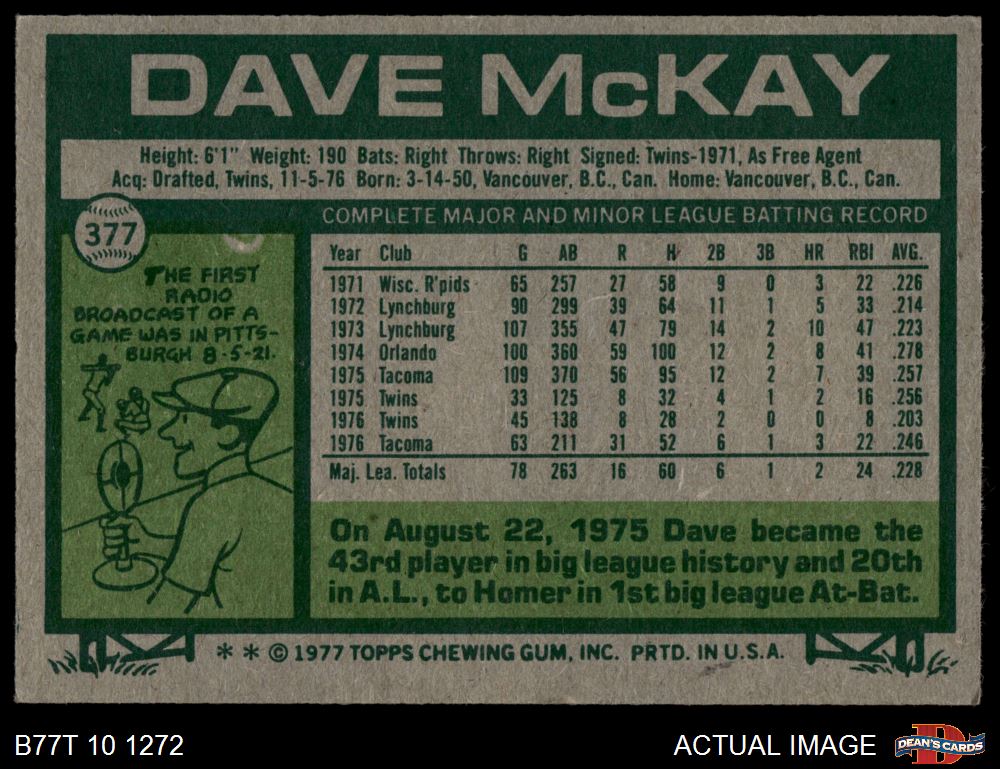 DAVE McKAY
Height: 6'1" Weight: 190 Bats: Right Throws: Right Signed: Twins-1971, As Free Agent
Acq: Drafted, Twins, 11-5-76 Born: 3-14-50, Vancouver, B.C., Can. Home: Vancouver, B.C., Can.
377
THE FIRST
RADIO
BROADCAST OF A
GAME WAS IN PITTS-
BURGH 8-5-21.
COMPLETE MAJOR AND MINOR LEAGUE BATTING RECORD
Year Club G AB R H 2B 3B HR RBI AVG.
1971 Wisc. R'pids 65 257 27 58 9 0 3 22 .226
1972 Lynchburg 90 299 39 64 11 1 5 33 .214
1973 Lynchburg 107 355 47 79 14 2 10 47 .223
1974 Orlando 100 360 59 100 12 2 8 41 .278
1975 Tacoma 109 370 56 95 12 2 7 39 .257
1975 Twins 33 125 8 32 4 1 2 16 .256
1976 Twins 45 138 8 28 2 0 0 8 .203
1976 Tacoma 63 211 31 52 6 1 3 22 .246
Maj. Lea. Totals 78 263 16 60 6 1 2 24 .228
On August 22, 1975 Dave became the
43rd player in big league history and 20th
in A.L., to Homer in 1st big league At-Bat.
* * © 1977 TOPPS CHEWING GUM, INC. PRTD. IN U.S.A.
B77T 10 1272
ACTUAL IMAGE
D
DEAN'S CARDS